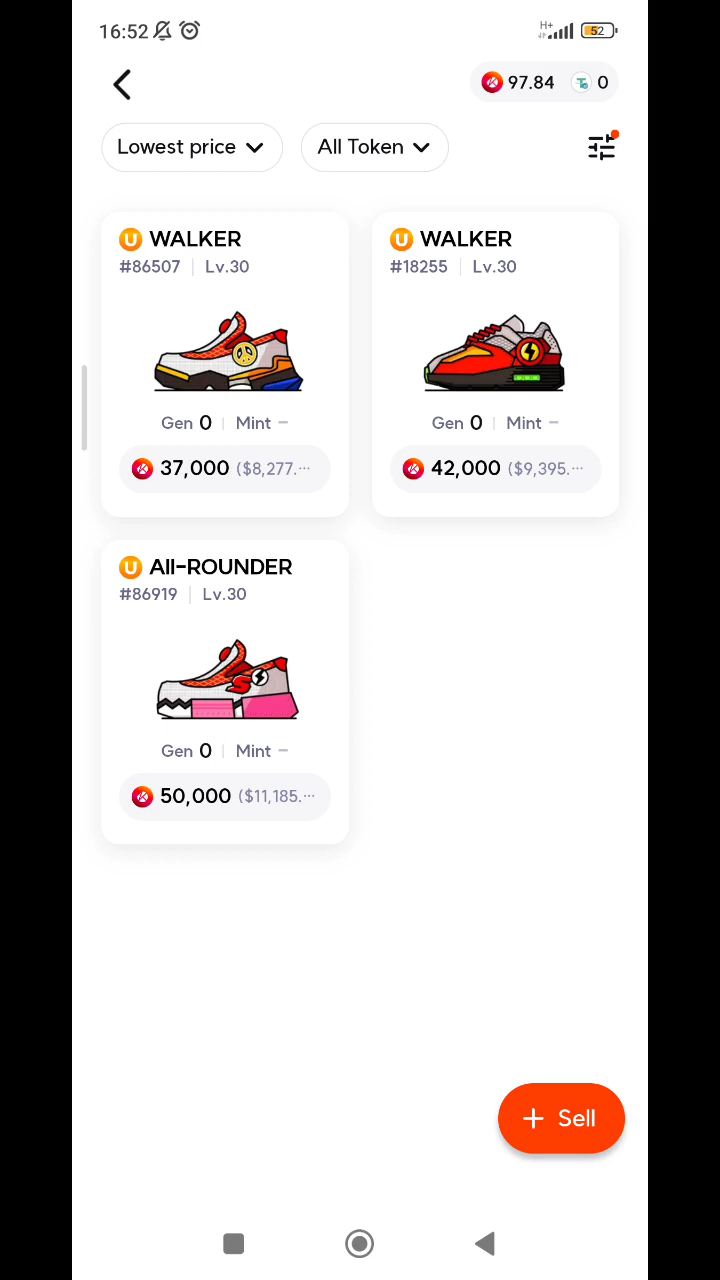 16:52 H+ 52
97.84 0
Lowest price All Token
U WALKER
#86507 Lv.30
Gen 0 Mint –
37,000 ($8,277.···
U WALKER
#18255 Lv.30
Gen 0 Mint –
42,000 ($9,395.···
U All-ROUNDER
#86919 Lv.30
S
Gen 0 Mint –
50,000 ($11,185.···
+ Sell